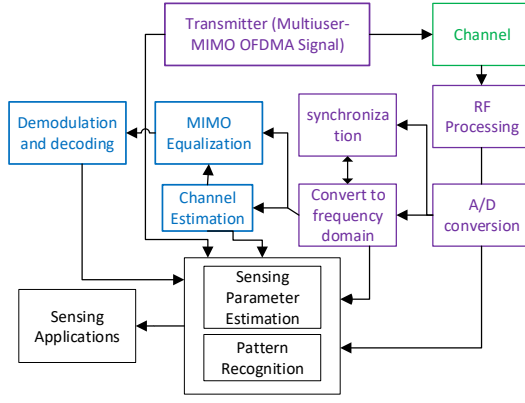 Transmitter (Multiuser-
MIMO OFDMA Signal)
Channel
RF
Processing
synchroniza
tion
MIMO
Equalization
Demodulation
and decoding
Channel
Estimation
Convert to
frequency
domain
A/D
conversion
Sensing
Parameter
Estimation
Pattern
Recognition
Sensing
Applications